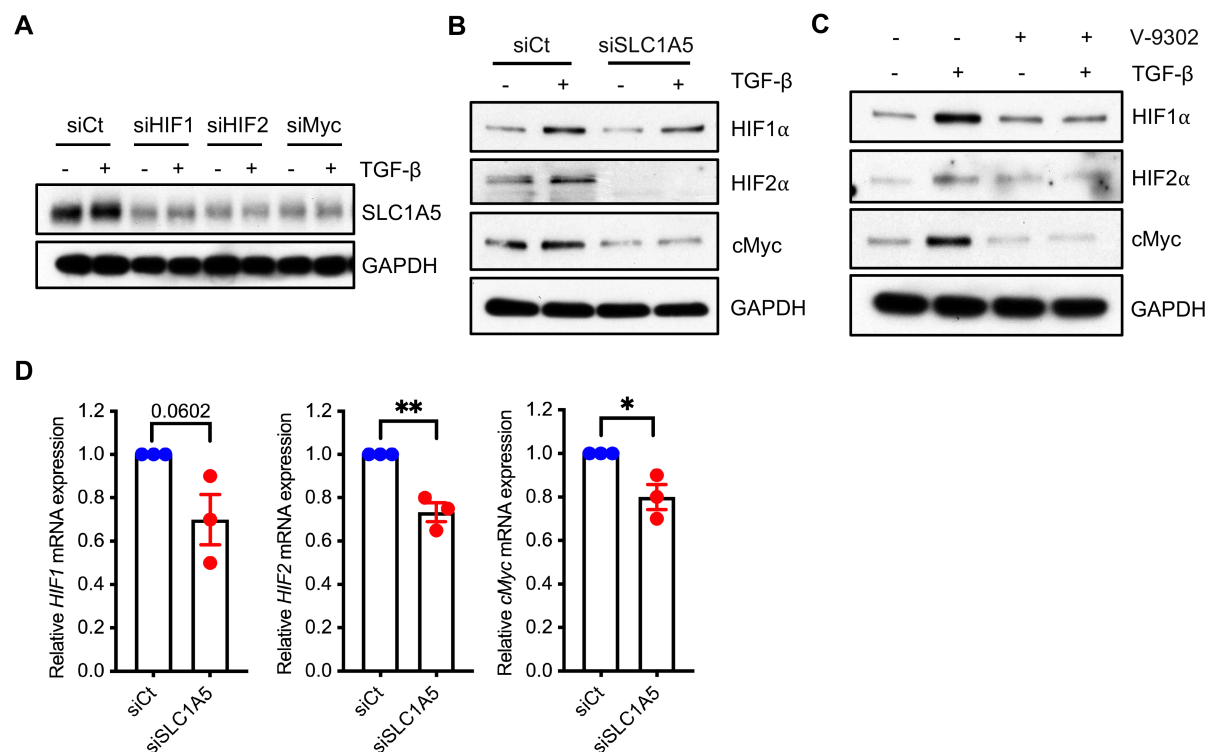 A
siCt siHIF1 siHIF2 siMyc
- + - + - + - + TGF-β
SLC1A5
GAPDH
B
siCt siSLC1A5
- + - + TGF-β
HIF1α
HIF2α
cMyc
GAPDH
C
- - + + V-9302
- + - + TGF-β
HIF1α
HIF2α
cMyc
GAPDH
D
Relative HIF1 mRNA expression
1.2
1.0
0.8
0.6
0.4
0.2
0.0
0.0602
siCt
siSLC1A5
Relative HIF2 mRNA expression
1.2
1.0
0.8
0.6
0.4
0.2
0.0
**
siCt
siSLC1A5
Relative cMyc mRNA expression
1.2
1.0
0.8
0.6
0.4
0.2
0.0
*
siCt
siSLC1A5